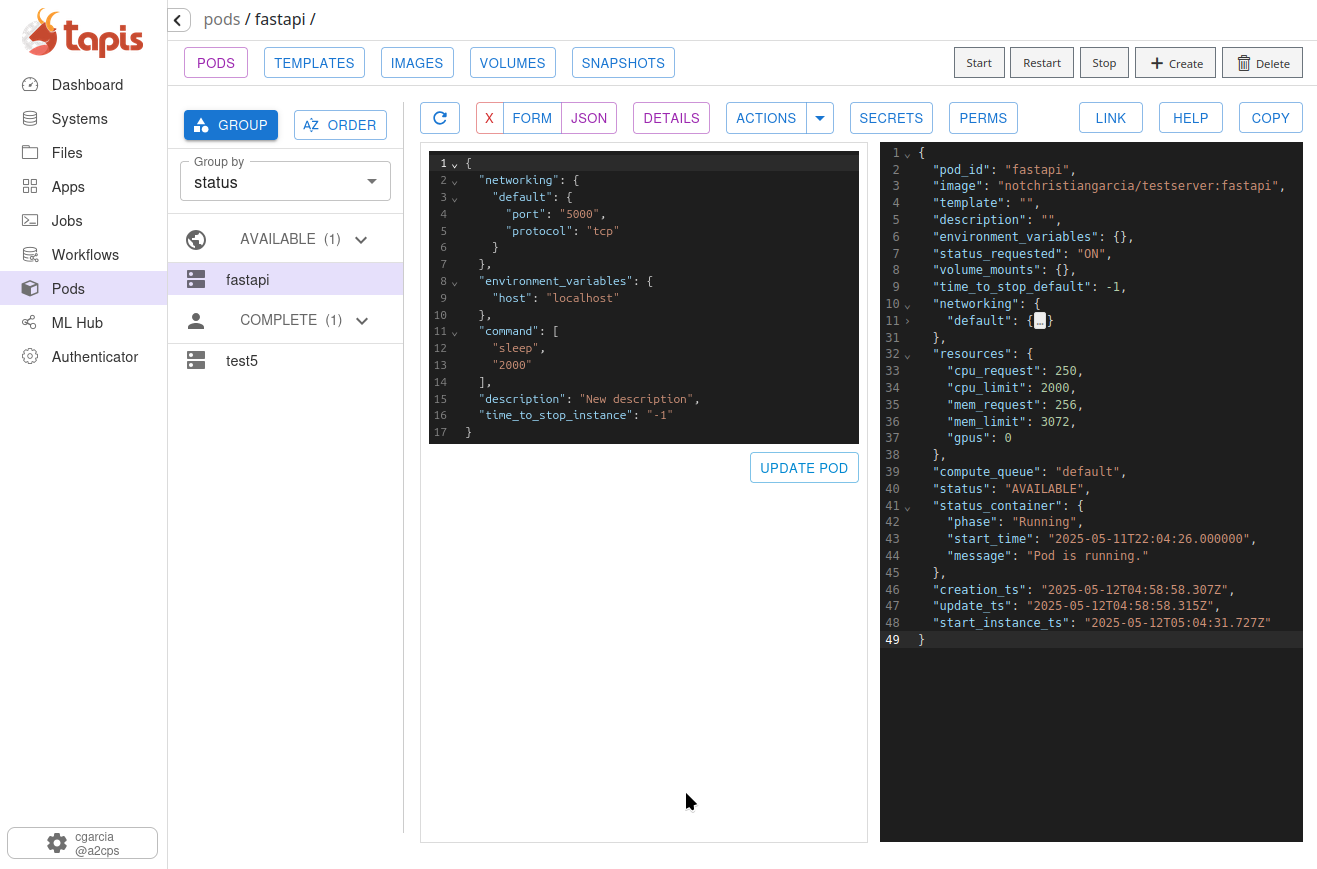 tapis
pods / fastapi /
PODS TEMPLATES IMAGES VOLUMES SNAPSHOTS Start Restart Stop Create Delete
Dashboard
Systems
Files
Apps
Jobs
Workflows
Pods
ML Hub
Authenticator
cgarcia
@a2cps
GROUP AZ ORDER
Group by
status
AVAILABLE (1)
fastapi
COMPLETE (1)
test5
X FORM JSON DETAILS ACTIONS SECRETS PERMS LINK HELP COPY
1 {
2 "networking": {
3 "default": {
4 "port": "5000",
5 "protocol": "tcp"
6 }
7 },
8 "environment_variables": {
9 "host": "localhost"
10 },
11 "command": [
12 "sleep",
13 "2000"
14 ],
15 "description": "New description",
16 "time_to_stop_instance": "-1"
17 }
UPDATE POD
1 {
2 "pod_id": "fastapi",
3 "image": "notchristiangarcia/testserver:fastapi",
4 "template": "",
5 "description": "",
6 "environment_variables": {},
7 "status_requested": "ON",
8 "volume_mounts": {},
9 "time_to_stop_default": -1,
10 "networking": {
11 "default": {…}
31 },
32 "resources": {
33 "cpu_request": 250,
34 "cpu_limit": 2000,
35 "mem_request": 256,
36 "mem_limit": 3072,
37 "gpus": 0
38 },
39 "compute_queue": "default",
40 "status": "AVAILABLE",
41 "status_container": {
42 "phase": "Running",
43 "start_time": "2025-05-11T22:04:26.000000",
44 "message": "Pod is running."
45 },
46 "creation_ts": "2025-05-12T04:58:58.307Z",
47 "update_ts": "2025-05-12T04:58:58.315Z",
48 "start_instance_ts": "2025-05-12T05:04:31.727Z"
49 }